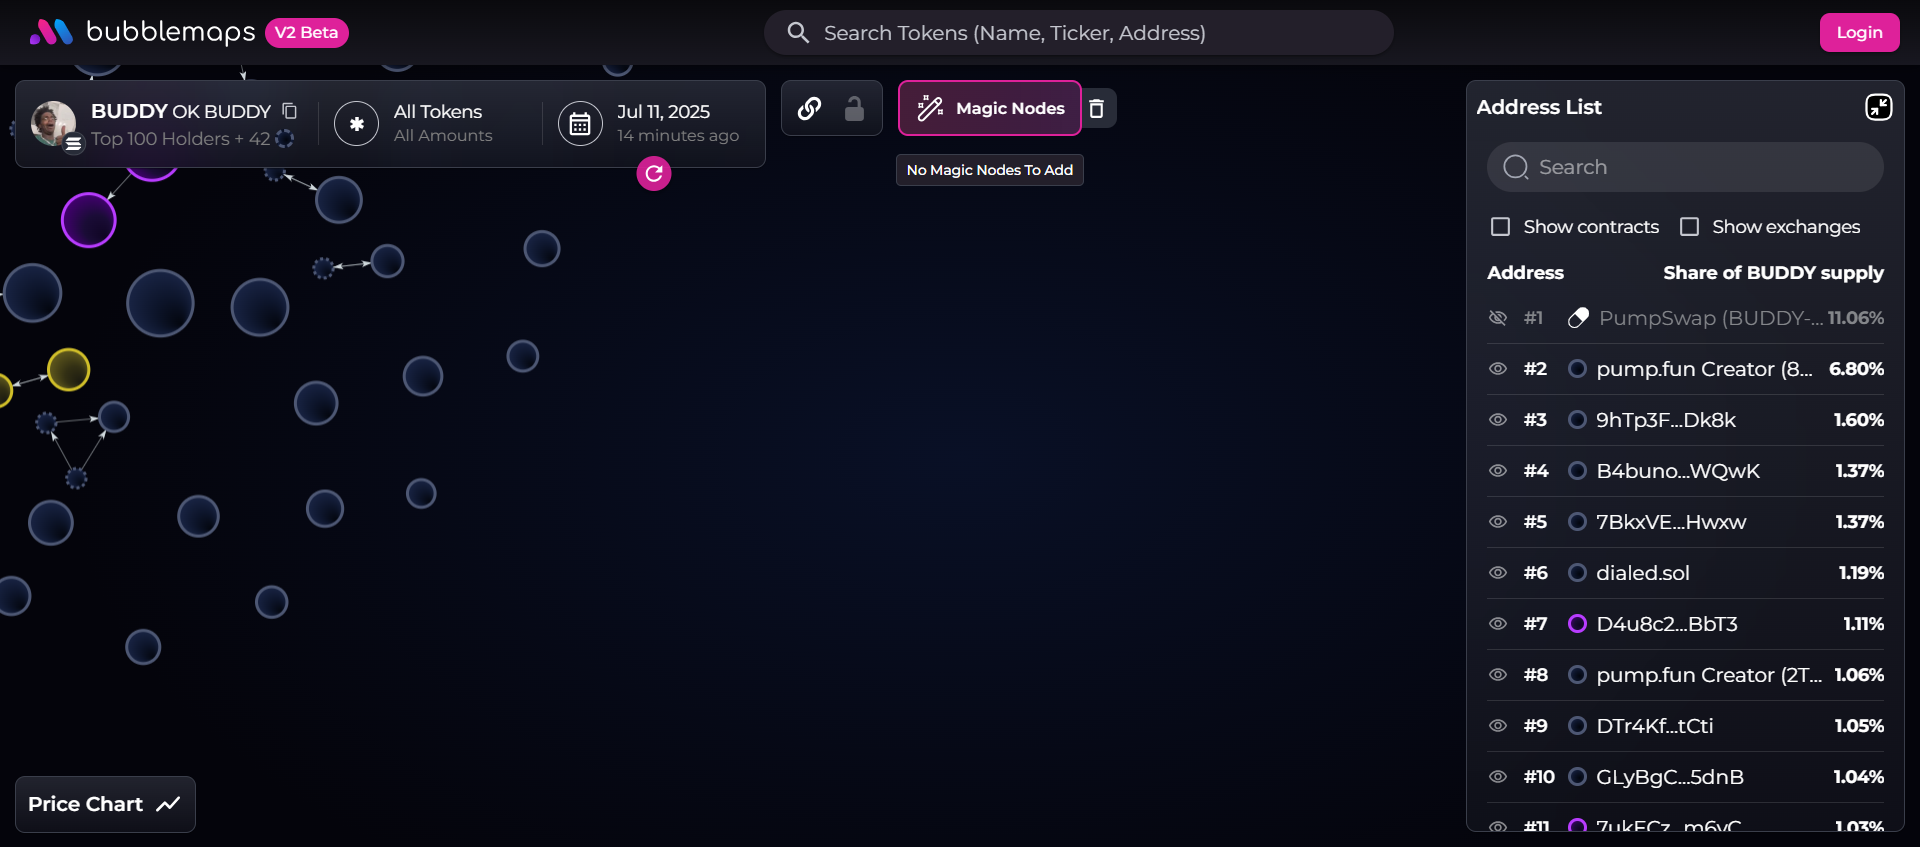 bubblemaps V2 Beta
Search Tokens (Name, Ticker, Address)
Login
BUDDY OK BUDDY
Top 100 Holders + 42
All Tokens
All Amounts
Jul 11, 2025
14 minutes ago
Magic Nodes
No Magic Nodes To Add
Address List
Search
Show contracts Show exchanges
Address Share of BUDDY supply
#1 PumpSwap (BUDDY-... 11.06%
#2 pump.fun Creator (8... 6.80%
#3 9hTp3F...Dk8k 1.60%
#4 B4buno...WQwK 1.37%
#5 7BkxVE...Hwxw 1.37%
#6 dialed.sol 1.19%
#7 D4u8c2...BbT3 1.11%
#8 pump.fun Creator (2T... 1.06%
#9 DTr4Kf...tCti 1.05%
#10 GLyBgC...5dnB 1.04%
#11 1.03%
Price Chart